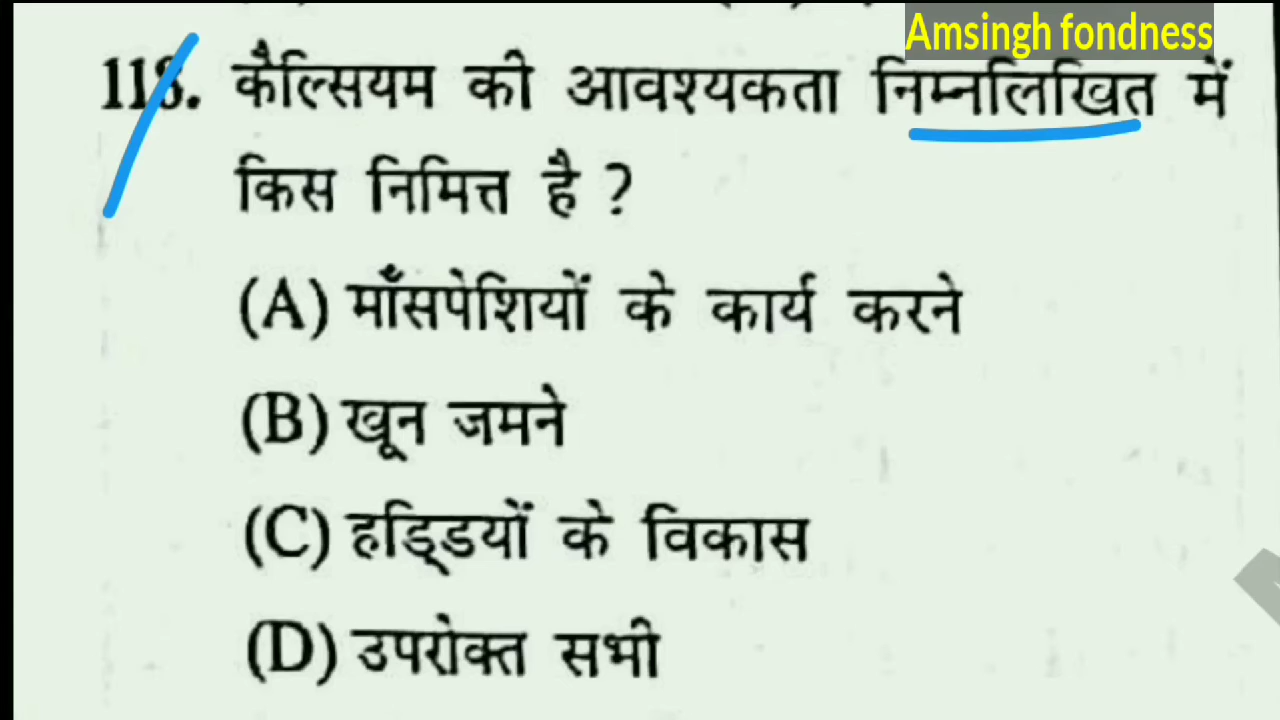 Amsingh fondness
118. कैल्सियम की आवश्यकता निम्नलिखित में
किस निमित्त है ?
(A) माँसपेशियों के कार्य करने
(B) खून जमने
(C) हड्डियों के विकास
(D) उपरोक्त सभी